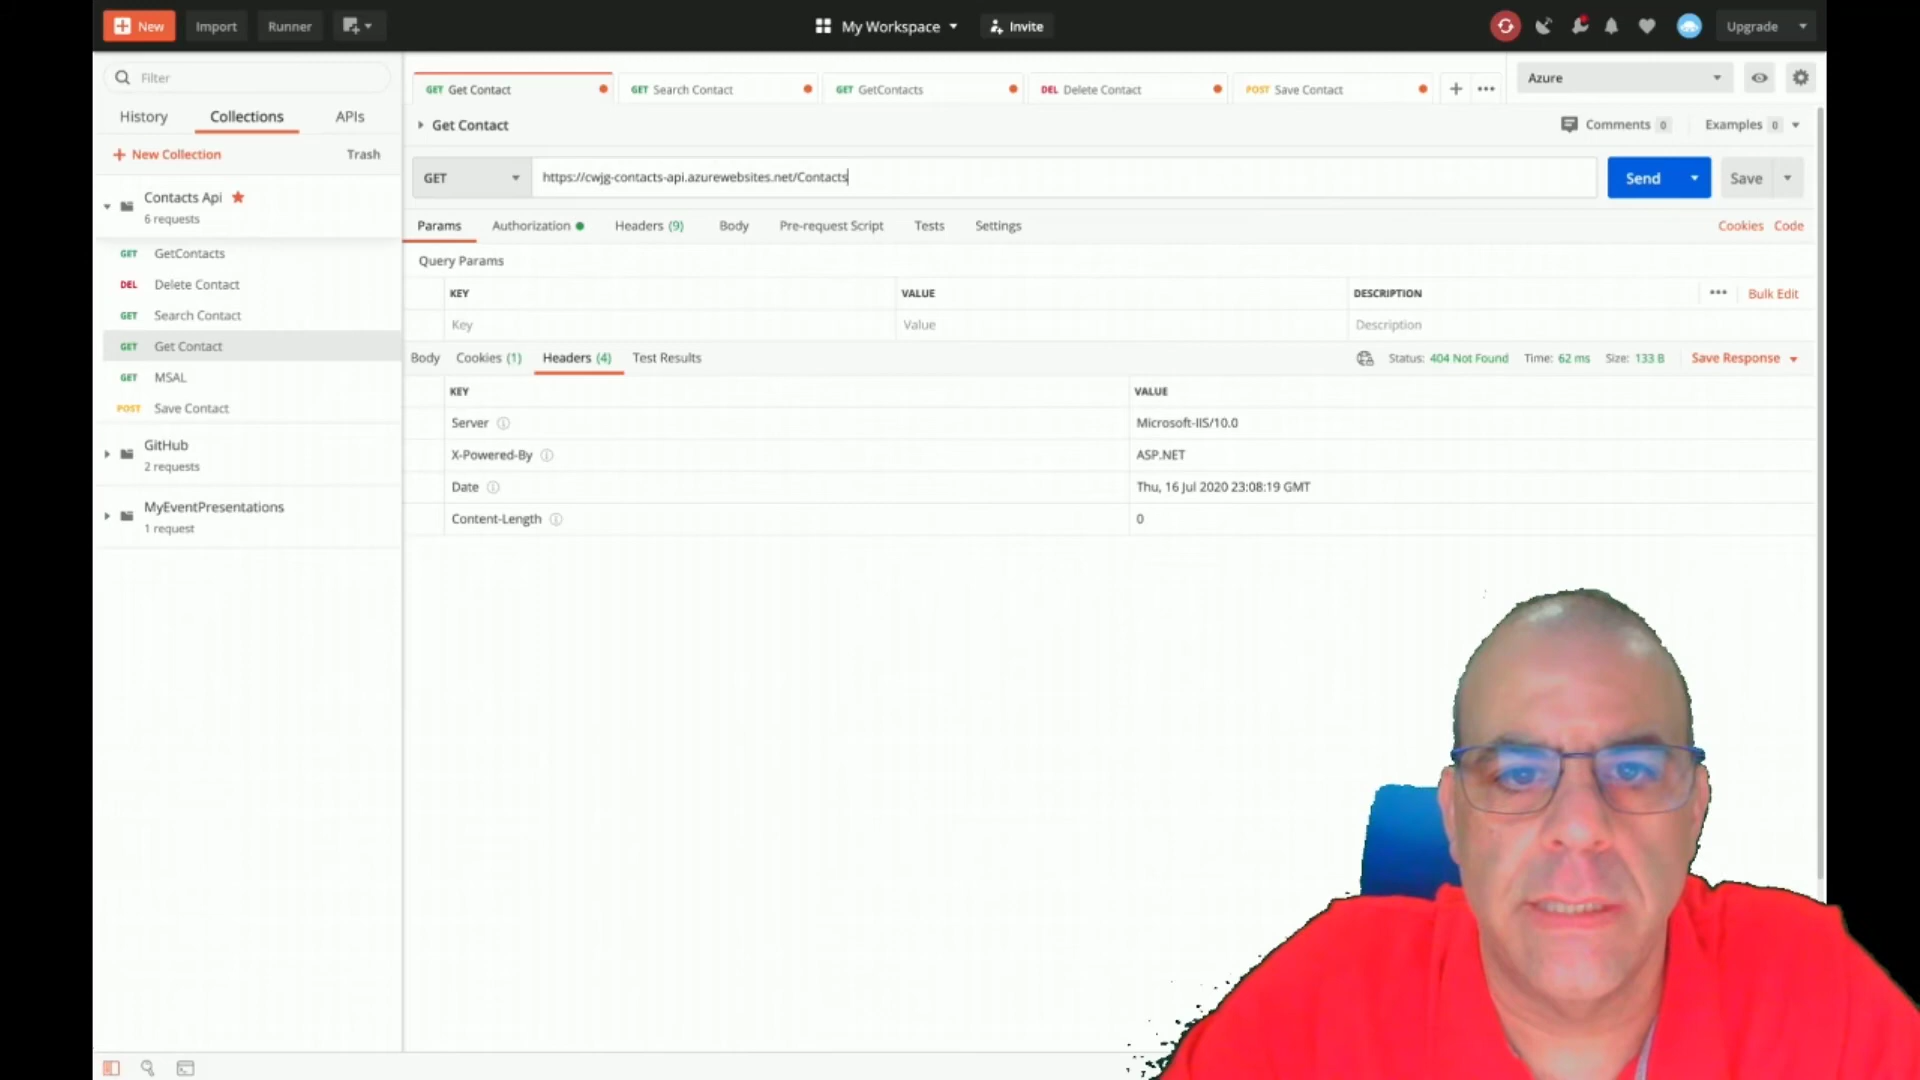 New Import Runner My Workspace Invite Upgrade
Filter
History Collections APIs
New Collection Trash
Contacts Api
6 requests
GET GetContacts
DEL Delete Contact
GET Search Contact
GET Get Contact
GET MSAL
POST Save Contact
GitHub
2 requests
MyEventPresentations
1 request
GET Get Contact GET Search Contact GET GetContacts DEL Delete Contact POST Save Contact Azure
Get Contact Comments 0 Examples 0
GET https://cwjg-contacts-api.azurewebsites.net/Contacts Send Save
Params Authorization Headers (9) Body Pre-request Script Tests Settings Cookies Code
Query Params
KEY VALUE DESCRIPTION Bulk Edit
Key Value Description
Body Cookies (1) Headers (4) Test Results Status: 404 Not Found Time: 62 ms Size: 133 B Save Response
KEY VALUE
Server Microsoft-IIS/10.0
X-Powered-By ASP.NET
Date Thu, 16 Jul 2020 23:08:19 GMT
Content-Length 0